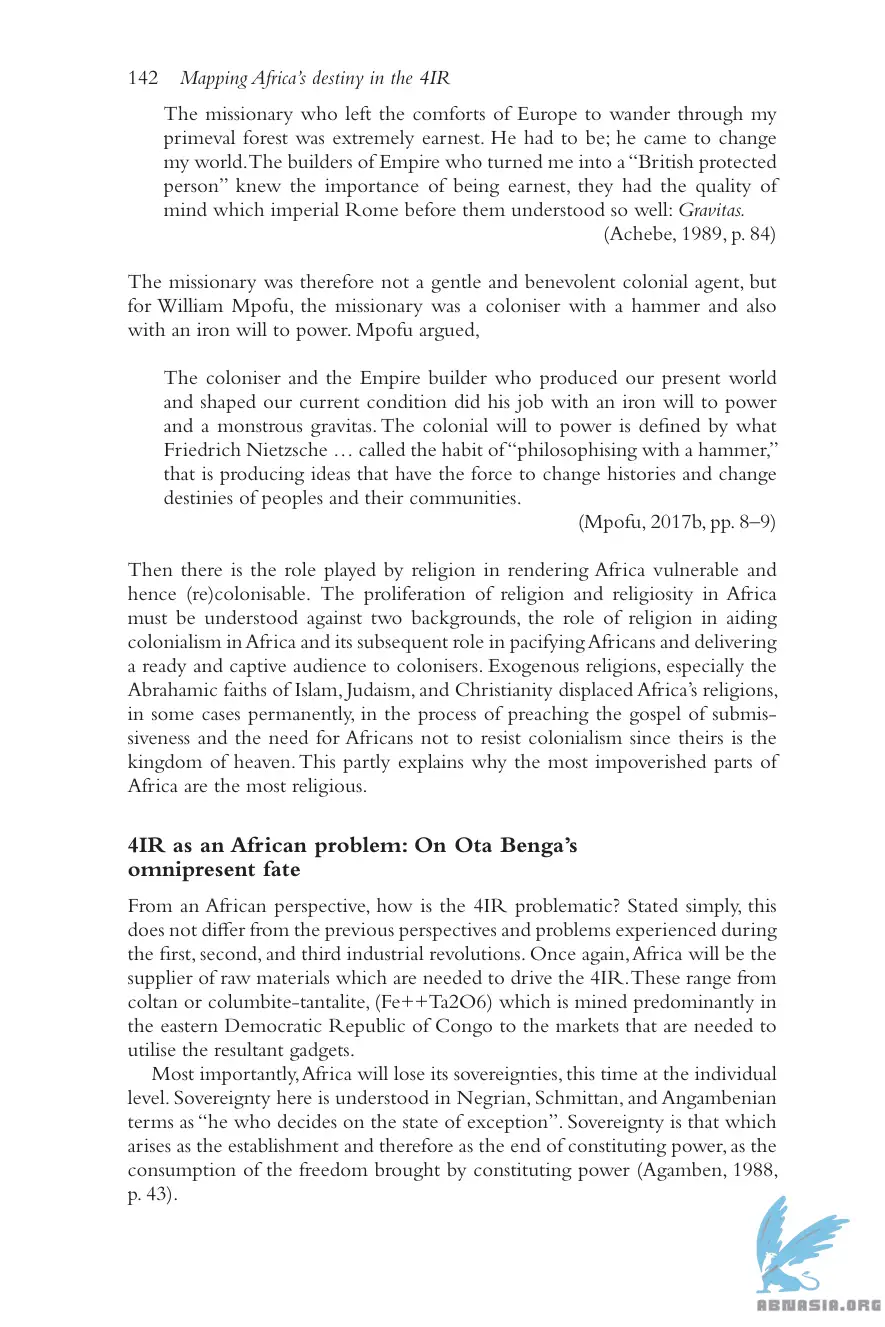 142 Mapping Africa's destiny in the 4IR
The missionary who left the comforts of Europe to wander through my
primeval forest was extremely earnest. He had to be; he came to change
my world. The builders of Empire who turned me into a "British protected
person" knew the importance of being earnest, they had the quality of
mind which imperial Rome before them understood so well: Gravitas.
(Achebe, 1989, p. 84)
The missionary was therefore not a gentle and benevolent colonial agent, but
for William Mpofu, the missionary was a coloniser with a hammer and also
with an iron will to power. Mpofu argued,
The coloniser and the Empire builder who produced our present world
and shaped our current condition did his job with an iron will to power
and a monstrous gravitas. The colonial will to power is defined by what
Friedrich Nietzsche … called the habit of "philosophising with a hammer,"
that is producing ideas that have the force to change histories and change
destinies of peoples and their communities.
(Mpofu, 2017b, pp. 8–9)
Then there is the role played by religion in rendering Africa vulnerable and
hence (re)colonisable. The proliferation of religion and religiosity in Africa
must be understood against two backgrounds, the role of religion in aiding
colonialism in Africa and its subsequent role in pacifying Africans and delivering
a ready and captive audience to colonisers. Exogenous religions, especially the
Abrahamic faiths of Islam, Judaism, and Christianity displaced Africa's religions,
in some cases permanently, in the process of preaching the gospel of submis-
siveness and the need for Africans not to resist colonialism since theirs is the
kingdom of heaven. This partly explains why the most impoverished parts of
Africa are the most religious.
4IR as an African problem: On Ota Benga's
omnipresent fate
From an African perspective, how is the 4IR problematic? Stated simply, this
does not differ from the previous perspectives and problems experienced during
the first, second, and third industrial revolutions. Once again, Africa will be the
supplier of raw materials which are needed to drive the 4IR. These range from
coltan or columbite-tantalite, (Fe++Ta2O6) which is mined predominantly in
the eastern Democratic Republic of Congo to the markets that are needed to
utilise the resultant gadgets.
Most importantly, Africa will lose its sovereignties, this time at the individual
level. Sovereignty here is understood in Negrian, Schmittan, and Angambenian
terms as "he who decides on the state of exception". Sovereignty is that which
arises as the establishment and therefore as the end of constituting power, as the
consumption of the freedom brought by constituting power (Agamben, 1988,
p. 43).
ABNASIA.ORG